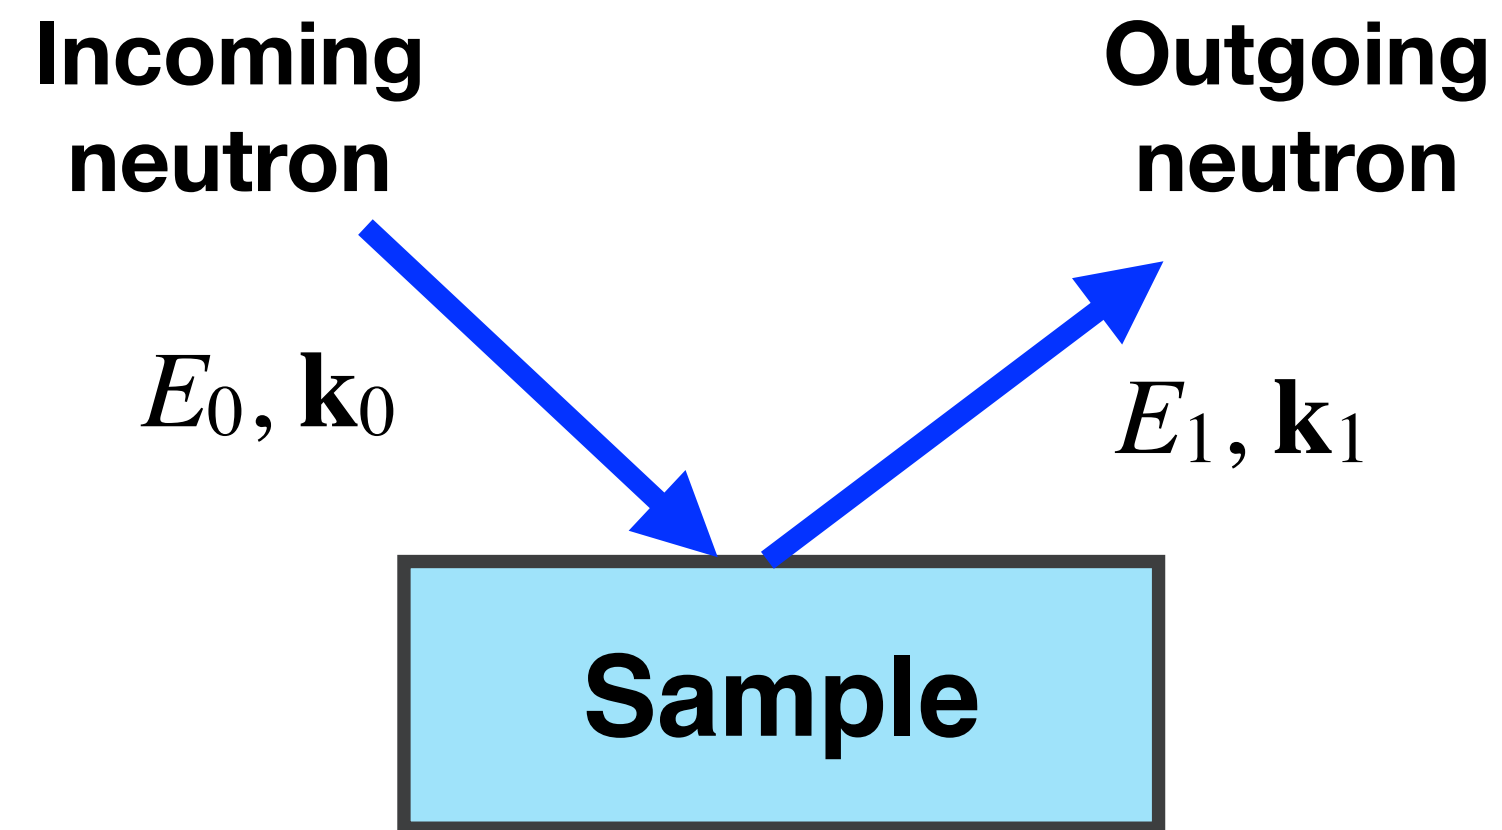 Incoming
neutron
Outgoing
neutron
E₀, k₀
E₁, k₁
Sample